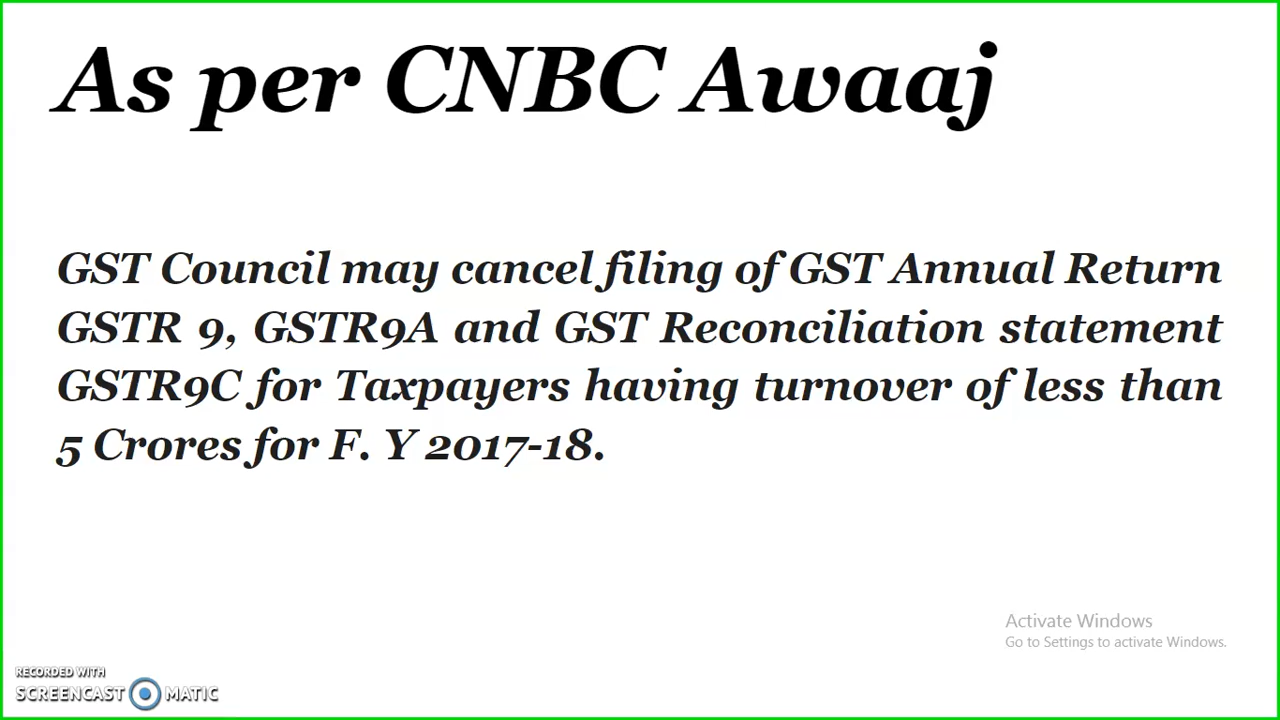 As per CNBC Awaaj
GST Council may cancel filing of GST Annual Return
GSTR 9, GSTR9A and GST Reconciliation statement
GSTR9C for Taxpayers having turnover of less than
5 Crores for F. Y 2017-18.
Activate Windows
Go to Settings to activate Windows.
RECORDED WITH
SCREENCAST MATIC